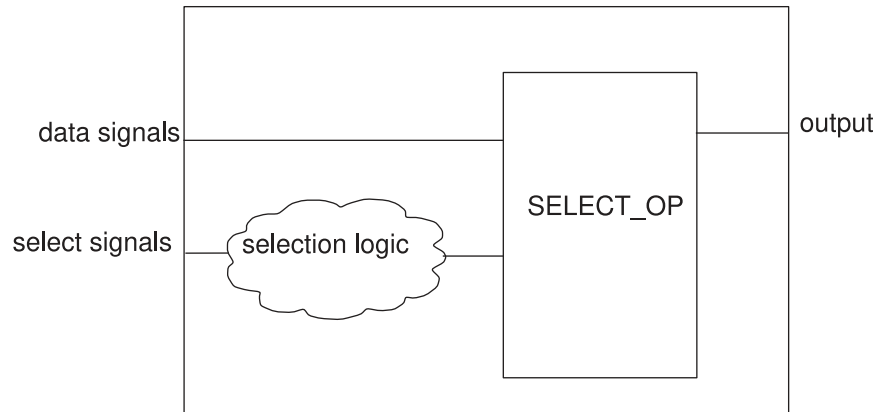 data signals
output
SELECT_OP
select signals
selection logic